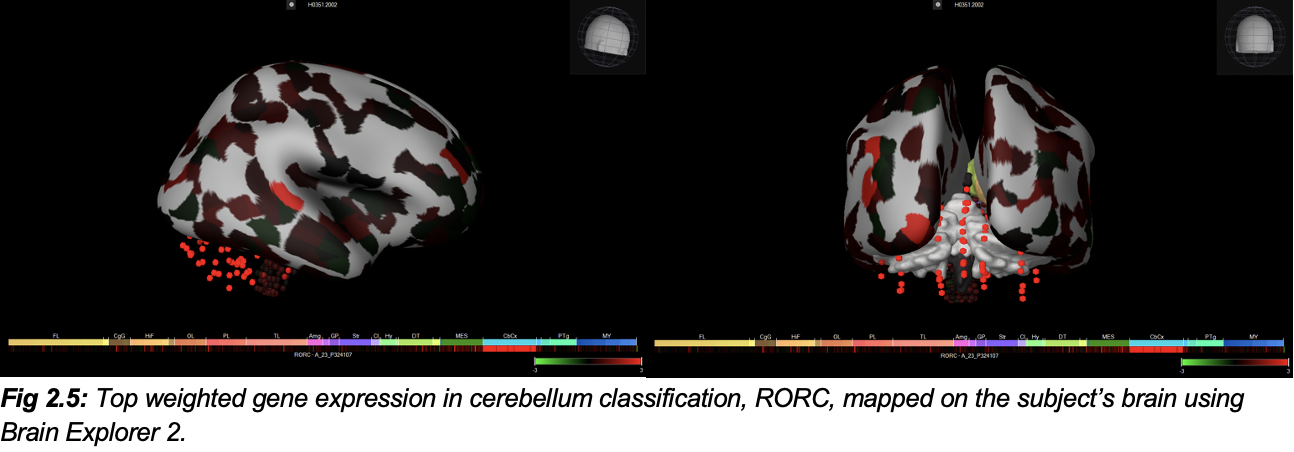 H0351.2002
H0351.2002
FL CgG HiF OL PL TL Amg GP Str CL Hy DT MES CbCx PTg MY
RORC - A_23_P324107
-3 3
FL CgG HiF OL PL TL Amg GP Str CL Hy DT MES CbCx PTg MY
RORC - A_23_P324107
-3 3
Fig 2.5: Top weighted gene expression in cerebellum classification, RORC, mapped on the subject's brain using
Brain Explorer 2.